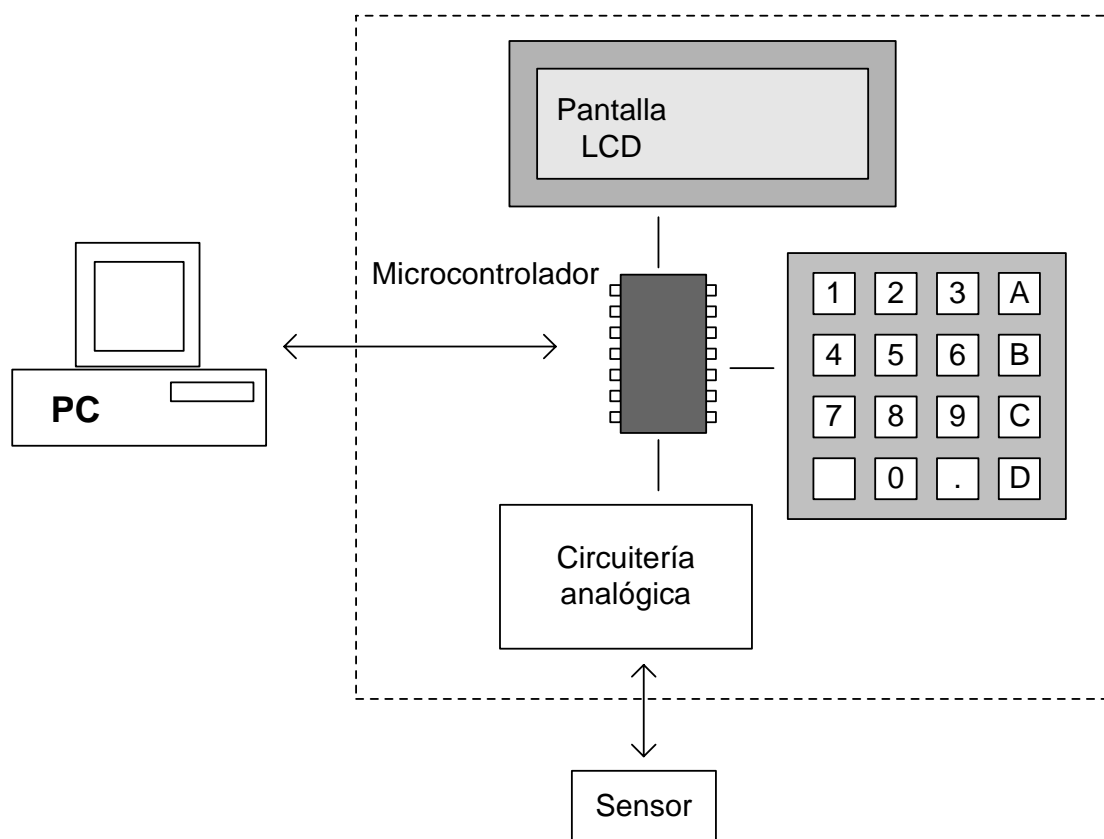 Pantalla
LCD
Microcontrolador
1 2 3 A
4 5 6 B
7 8 9 C
0 . D
PC
Circuitería
analógica
Sensor